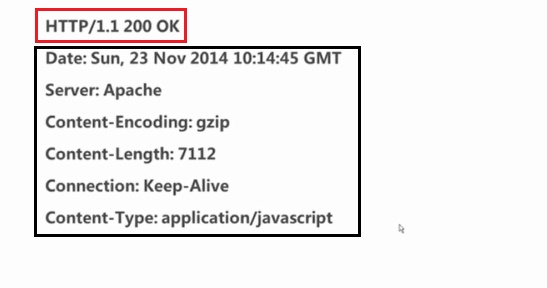 HTTP/1.1 200 OK
Date: Sun, 23 Nov 2014 10:14:45 GMT
Server: Apache
Content-Encoding: gzip
Content-Length: 7112
Connection: Keep-Alive
Content-Type: application/javascript